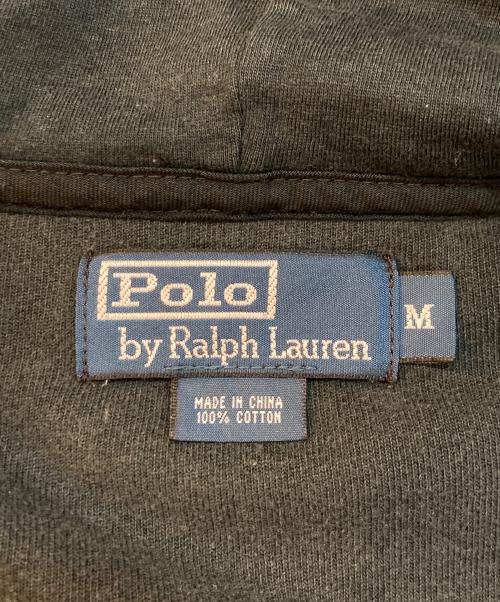 Polo
by Ralph Lauren
M
MADE IN CHINA
100% COTTON